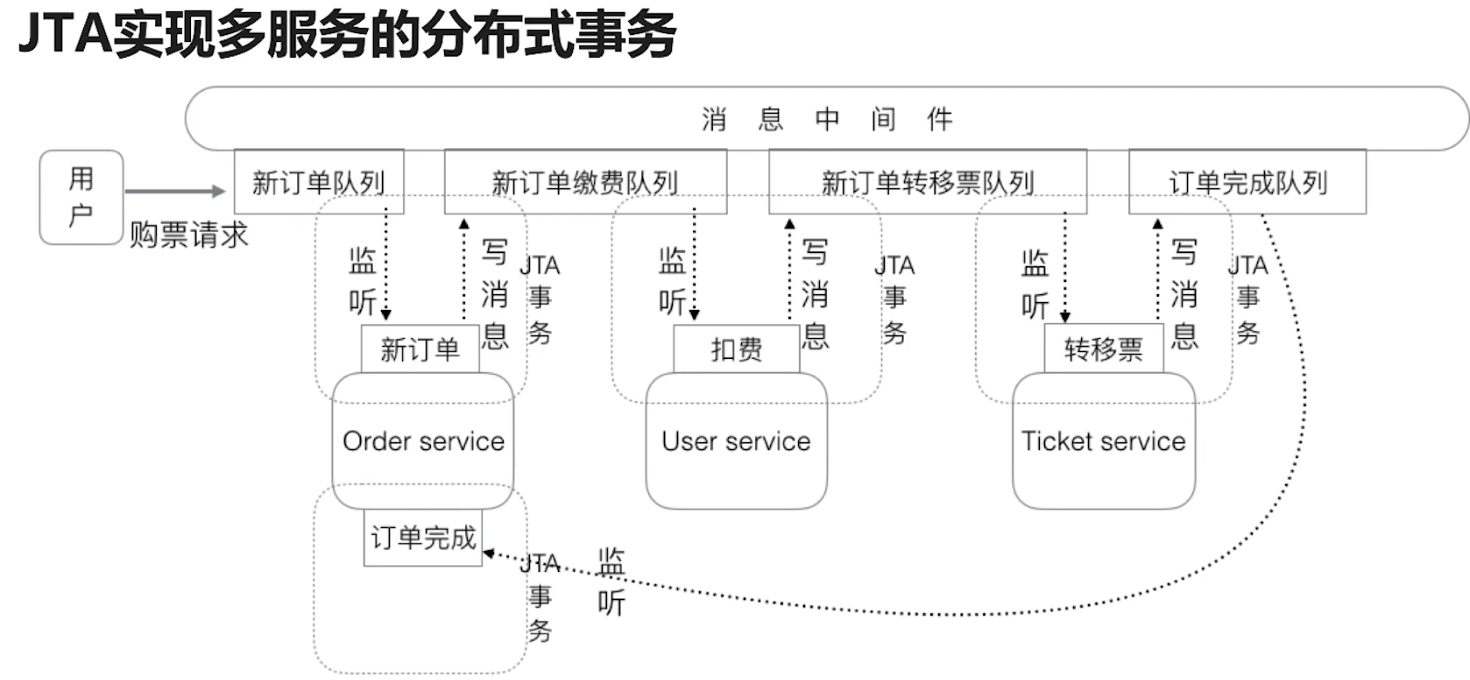 JTA实现多服务的分布式事务
消 息 中 间 件
用
户
购票请求
新订单队列
新订单缴费队列
新订单转移票队列
订单完成队列
监
听
写
消
息
JTA
事
务
监
听
写
消
息
JTA
事
务
监
听
写
消
息
JTA
事
务
新订单
扣费
转移票
Order service
User service
Ticket service
订单完成
JTA
事
务
监
听